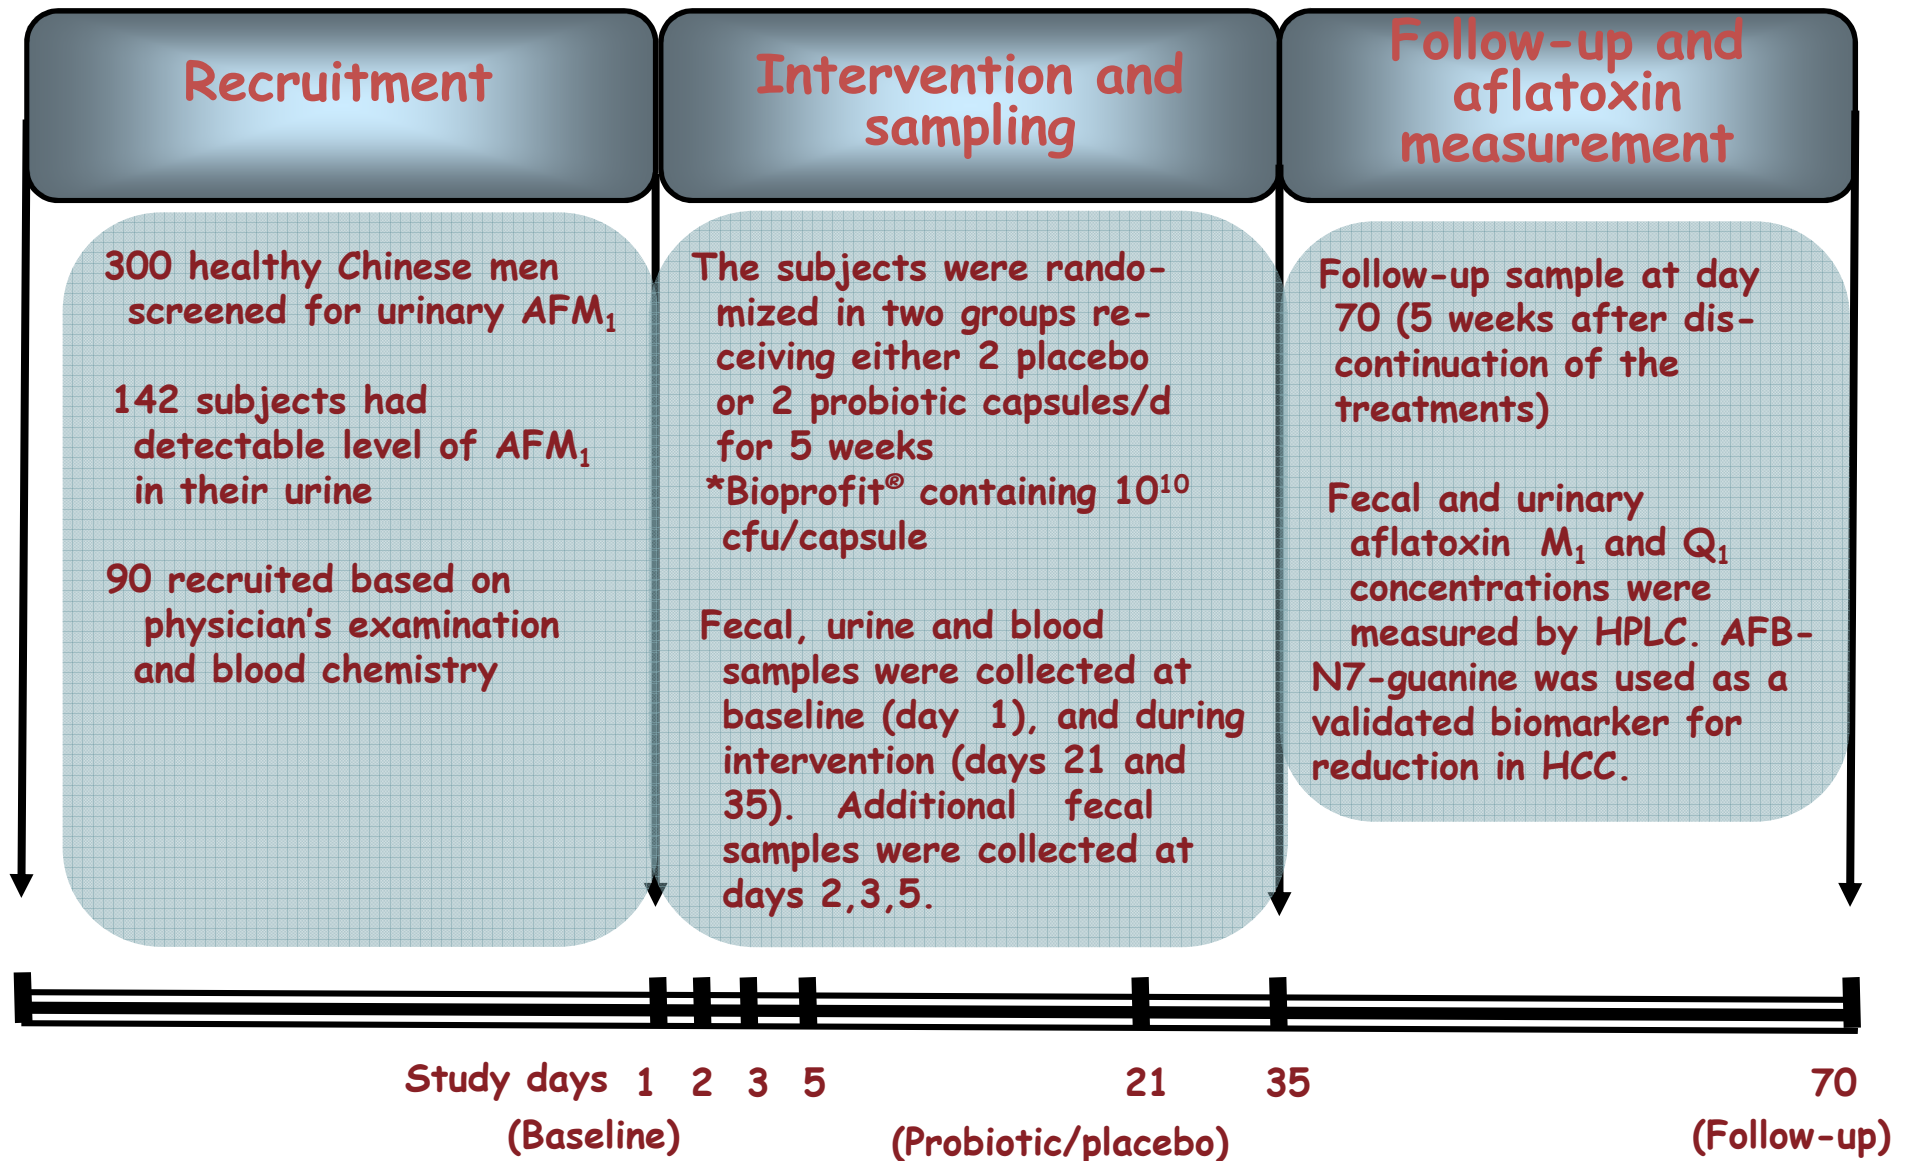 Recruitment
300 healthy Chinese men
screened for urinary AFM₁
142 subjects had
detectable level of AFM₁
in their urine
90 recruited based on
physician's examination
and blood chemistry
Intervention and
sampling
The subjects were rando-
mized in two groups re-
ceiving either 2 placebo
or 2 probiotic capsules/d
for 5 weeks
*Bioprofit® containing 10¹⁰
cfu/capsule
Fecal, urine and blood
samples were collected at
baseline (day 1), and during
intervention (days 21 and
35). Additional fecal
samples were collected at
days 2,3,5.
Follow-up and
aflatoxin
measurement
Follow-up sample at day
70 (5 weeks after dis-
continuation of the
treatments)
Fecal and urinary
aflatoxin M₁ and Q₁
concentrations were
measured by HPLC. AFB-
N7-guanine was used as a
validated biomarker for
reduction in HCC.
Study days 1 2 3 5 21 35 70
(Baseline) (Probiotic/placebo) (Follow-up)